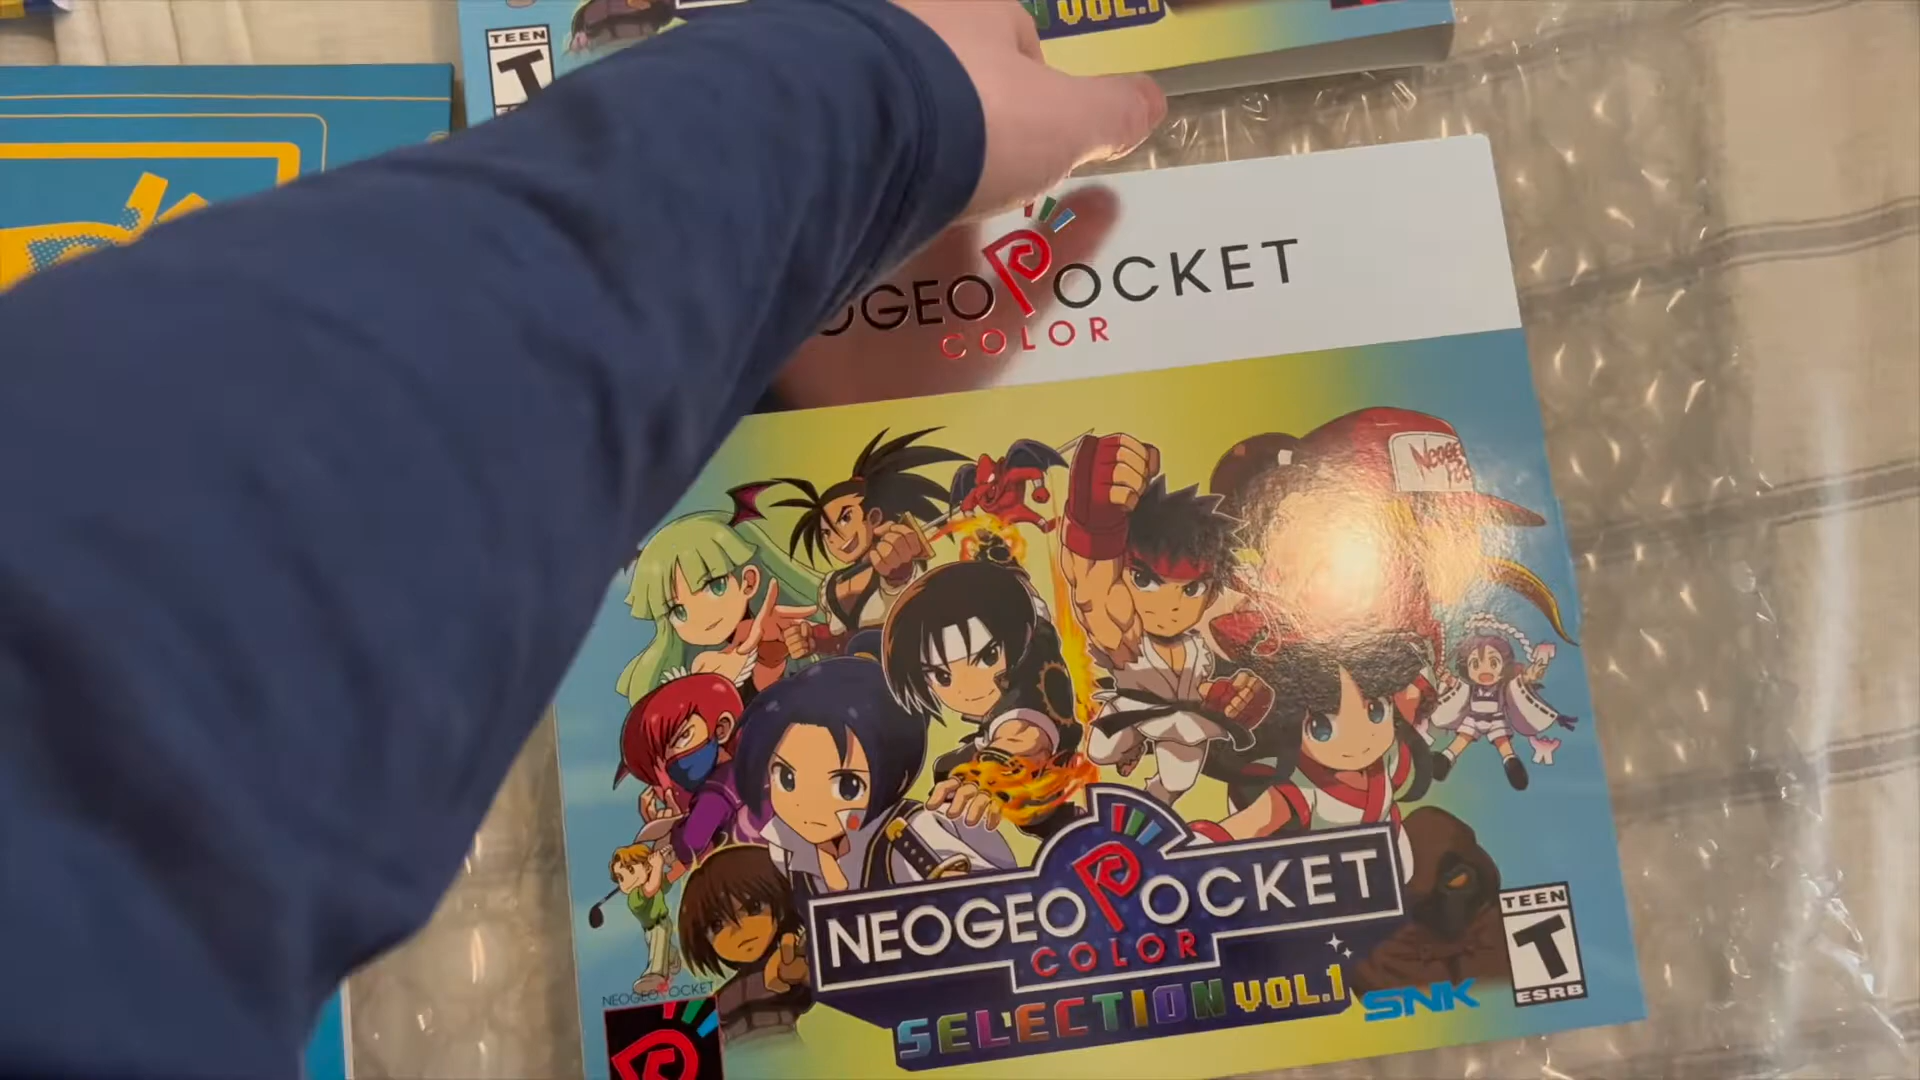 VOL.1
TEEN
T
OGEO POCKET
COLOR
NEOGEO POCKET
COLOR
SELECTION VOL.1
SNK
TEEN
T
ESRB
NEOGEO POCKET